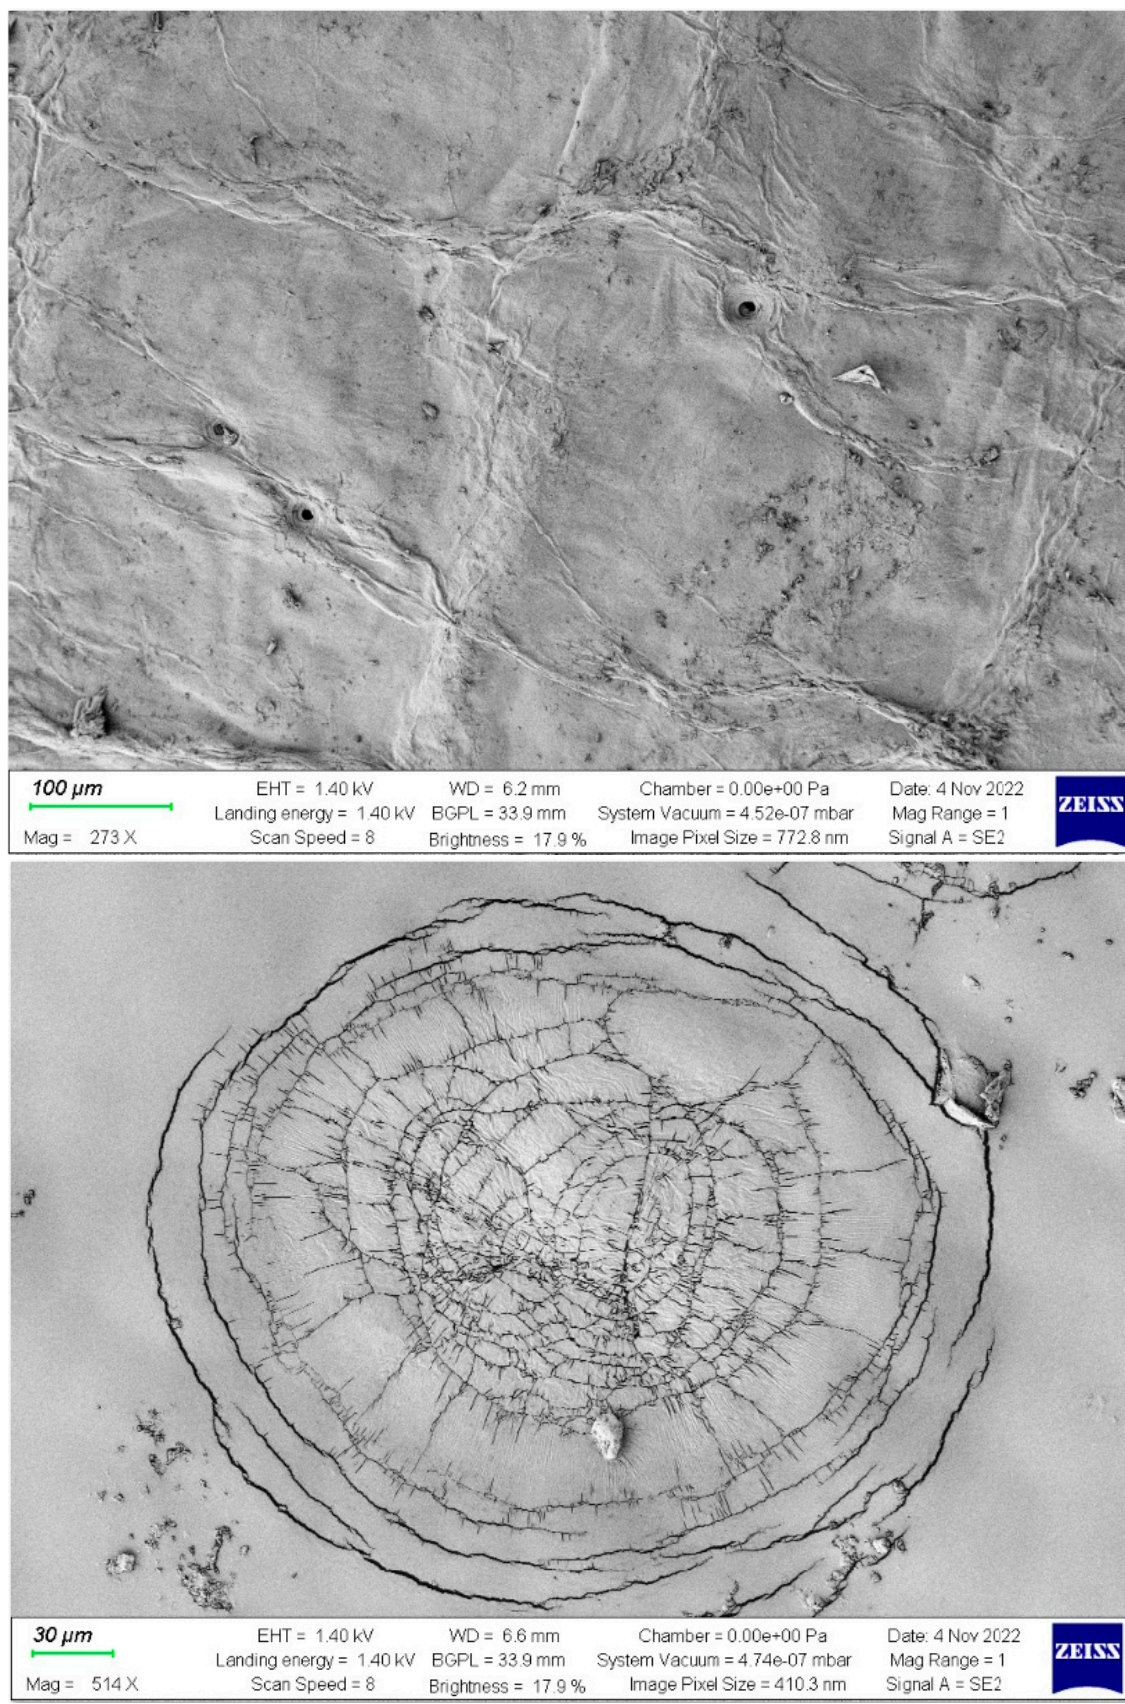 100 µm EHT = 1.40 kV WD = 6.2 mm Chamber = 0.00e+00 Pa Date: 4 Nov 2022
Landing energy = 1.40 kV BGPL = 33.9 mm System Vacuum = 4.52e-07 mbar Mag Range = 1 ZEISS
Mag = 273 X Scan Speed = 8 Brightness = 17.9 % Image Pixel Size = 772.8 nm Signal A = SE2
30 µm EHT = 1.40 kV WD = 6.6 mm Chamber = 0.00e+00 Pa Date: 4 Nov 2022
Landing energy = 1.40 kV BGPL = 33.9 mm System Vacuum = 4.74e-07 mbar Mag Range = 1 ZEISS
Mag = 514 X Scan Speed = 8 Brightness = 17.9 % Image Pixel Size = 410.3 nm Signal A = SE2